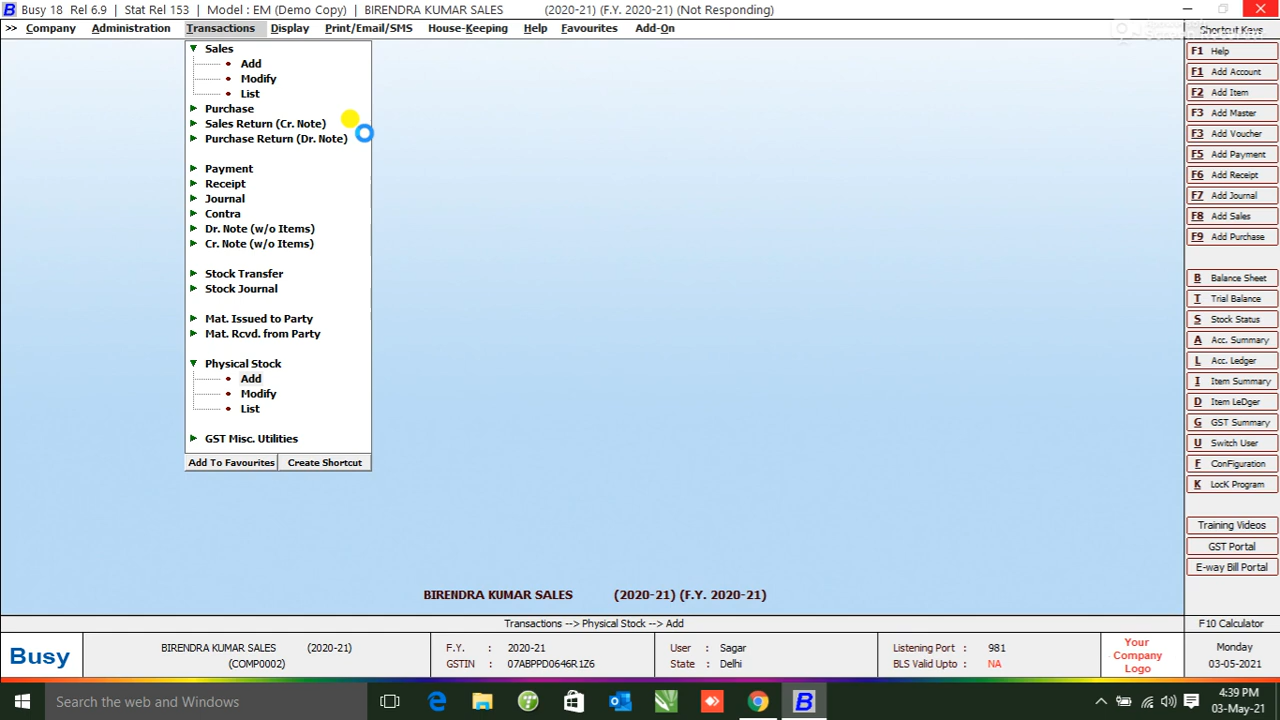 Busy 18 Rel 6.9 | Stat Rel 153 | Model : EM (Demo Copy) | BIRENDRA KUMAR SALES (2020-21) (F.Y. 2020-21) (Not Responding)
>> Company Administration Transactions Display Print/Email/SMS House-Keeping Help Favourites Add-On
Shortcut Keys
Sales
Add
Modify
List
Purchase
Sales Return (Cr. Note)
Purchase Return (Dr. Note)
Payment
Receipt
Journal
Contra
Dr. Note (w/o Items)
Cr. Note (w/o Items)
Stock Transfer
Stock Journal
Mat. Issued to Party
Mat. Rcvd. from Party
Physical Stock
Add
Modify
List
GST Misc. Utilities
Add To Favourites Create Shortcut
F1 Help
F1 Add Account
F2 Add Item
F3 Add Master
F3 Add Voucher
F5 Add Payment
F6 Add Receipt
F7 Add Journal
F8 Add Sales
F9 Add Purchase
B Balance Sheet
T Trial Balance
S Stock Status
A Acc. Summary
L Acc. Ledger
I Item Summary
D Item LeDger
G GST Summary
U Switch User
F ConFiguration
K LocK Program
Training Videos
GST Portal
E-way Bill Portal
BIRENDRA KUMAR SALES (2020-21) (F.Y. 2020-21)
Transactions --> Physical Stock --> Add
F10 Calculator
Busy
BIRENDRA KUMAR SALES (2020-21)
(COMP0002)
F.Y. : 2020-21
GSTIN : 07ABPPD0646R1Z6
User : Sagar
State : Delhi
Listening Port : 981
BLS Valid Upto : NA
Your
Company
Logo
Monday
03-05-2021
Search the web and Windows
4:39 PM
03-May-21